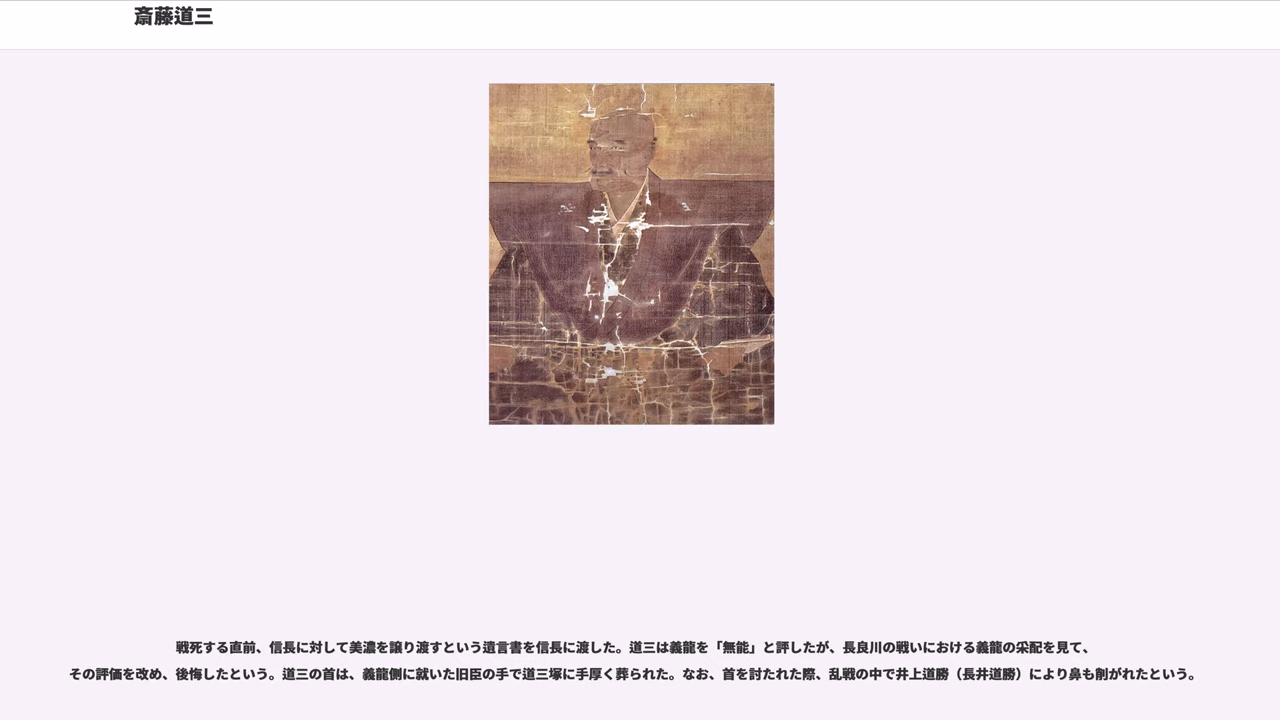 斎藤道三
戦死する直前、信長に対して美濃を譲り渡すという遺言書を信長に渡した。道三は義龍を「無能」と評したが、長良川の戦いにおける義龍の采配を見て、
その評価を改め、後悔したという。道三の首は、義龍側に就いた旧臣の手で道三塚に手厚く葬られた。なお、首を討たれた際、乱戦の中で井上道勝（長井道勝）により鼻も削がれたという。